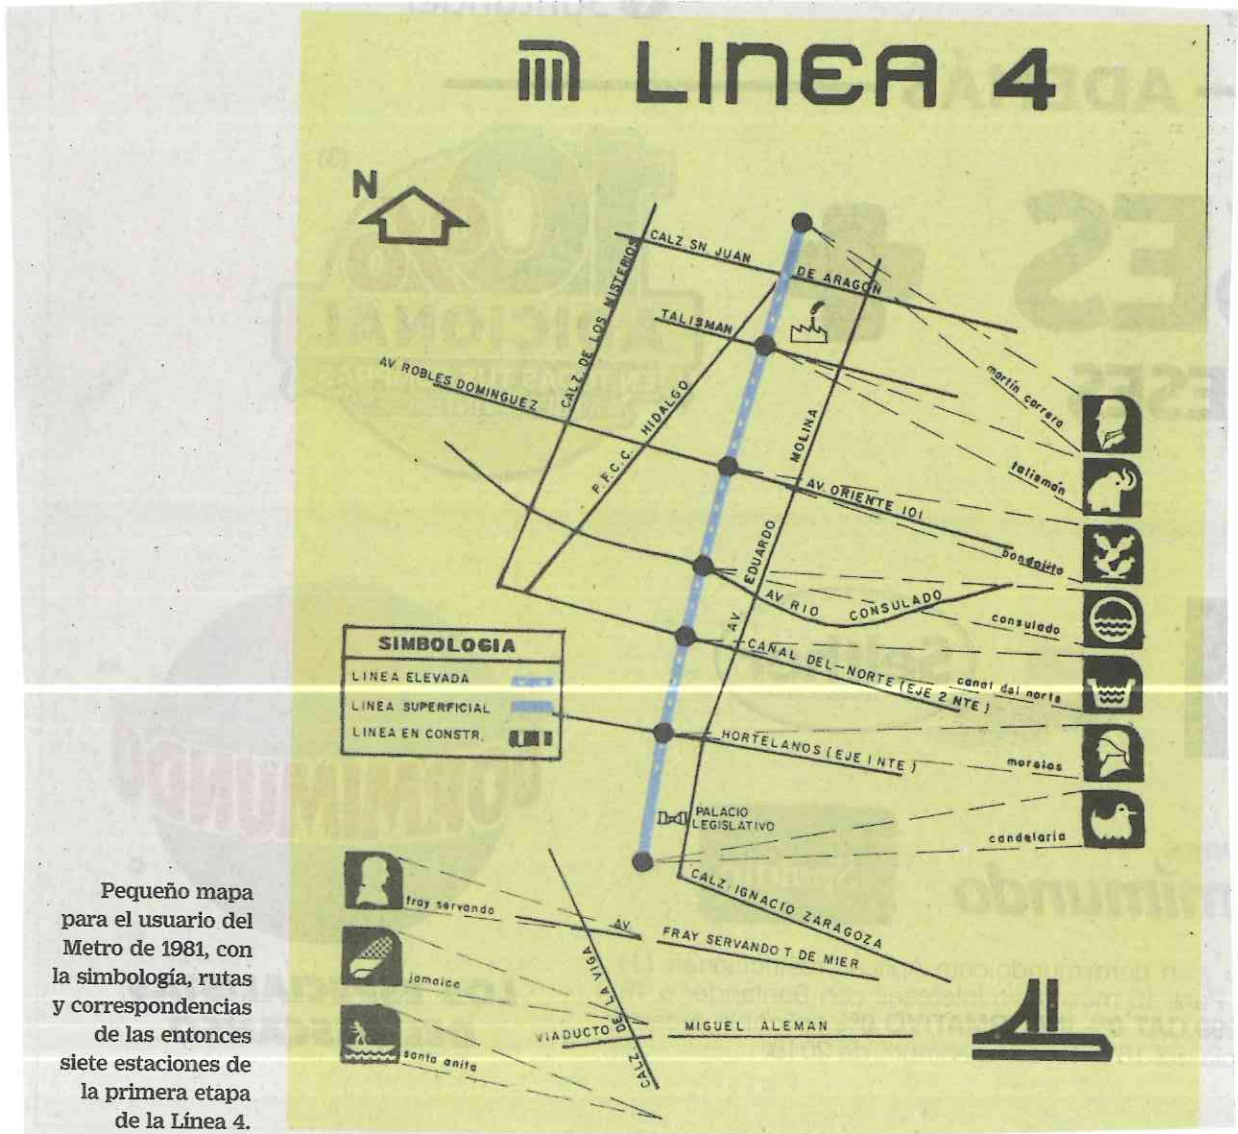 LINEA 4
N
CALZ. SN JUAN
DE ARAGÓN
CALZ. DE LOS MISTERIOS
TALISMAN
AV ROBLES DOMINGUEZ
F.F.C.C. HIDALGO
MOLINA
martín carrera
talismán
AV. ORIENTE 101
bondojito
EDUARDO
AV RIO CONSULADO
consulado
AV
CANAL DEL-NORTE (EJE 2 NTE)
canal del norte
SIMBOLOGIA
LINEA ELEVADA
LINEA SUPERFICIAL
LINEA EN CONSTR.
HORTELANOS (EJE 1 NTE)
morelos
PALACIO
LEGISLATIVO
candelaria
CALZ. IGNACIO ZARAGOZA
fray servando
AV
FRAY SERVANDO T. DE MIER
jamaica
CALZ. DE LA VIGA
VIADUCTO
MIGUEL ALEMAN
santa anita
Pequeño mapa
para el usuario del
Metro de 1981, con
la simbología, rutas
y correspondencias
de las entonces
siete estaciones de
la primera etapa
de la Línea 4.
ADEMÁS
ES
ADICIONAL